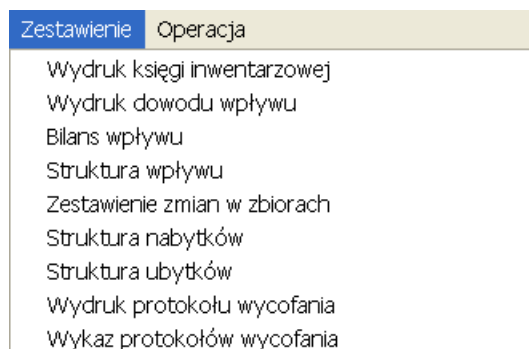 Zestawienie Operacja
Wydruk księgi inwentarzowej
Wydruk dowodu wpływu
Bilans wpływu
Struktura wpływu
Zestawienie zmian w zbiorach
Struktura nabytków
Struktura ubytków
Wydruk protokołu wycofania
Wykaz protokołów wycofania